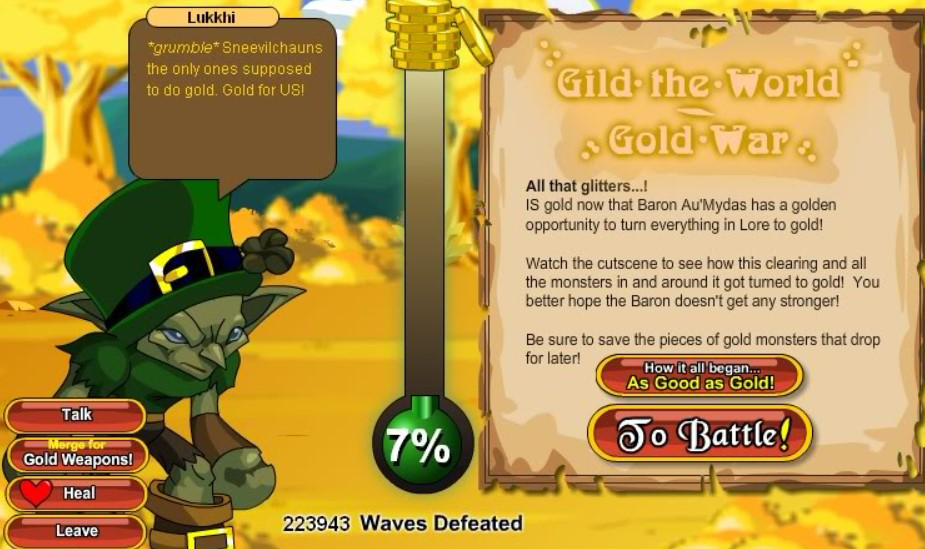 Lukkhi
*grumble* Sneevilchauns
the only ones supposed
to do gold. Gold for US!
Gild·the·World
Gold·War
All that glitters...!
IS gold now that Baron Au'Mydas has a golden
opportunity to turn everything in Lore to gold!
Watch the cutscene to see how this clearing and all
the monsters in and around it got turned to gold! You
better hope the Baron doesn't get any stronger!
Be sure to save the pieces of gold monsters that drop
for later!
How it all began...
As Good as Gold!
To Battle!
Talk
Merge for
Gold Weapons!
Heal
Leave
7%
223943 Waves Defeated